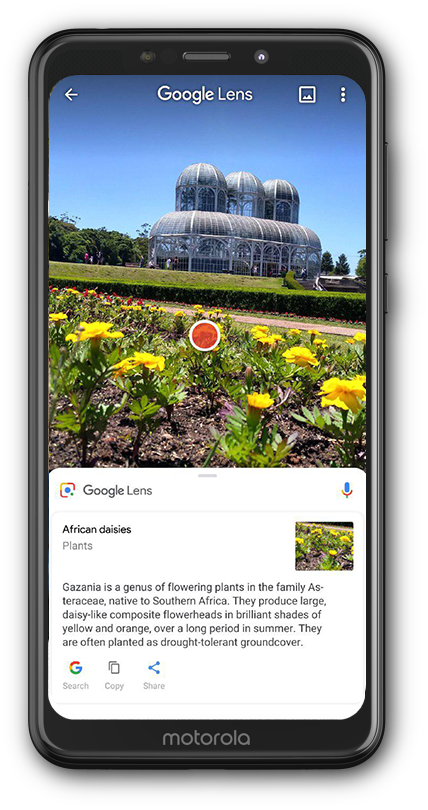 Google Lens
Google Lens
African daisies
Plants
Gazania is a genus of flowering plants in the family As-
teraceae, native to Southern Africa. They produce large,
daisy-like composite flowerheads in brilliant shades of
yellow and orange, over a long period in summer. They
are often planted as drought-tolerant groundcover.
Search Copy Share
motorola